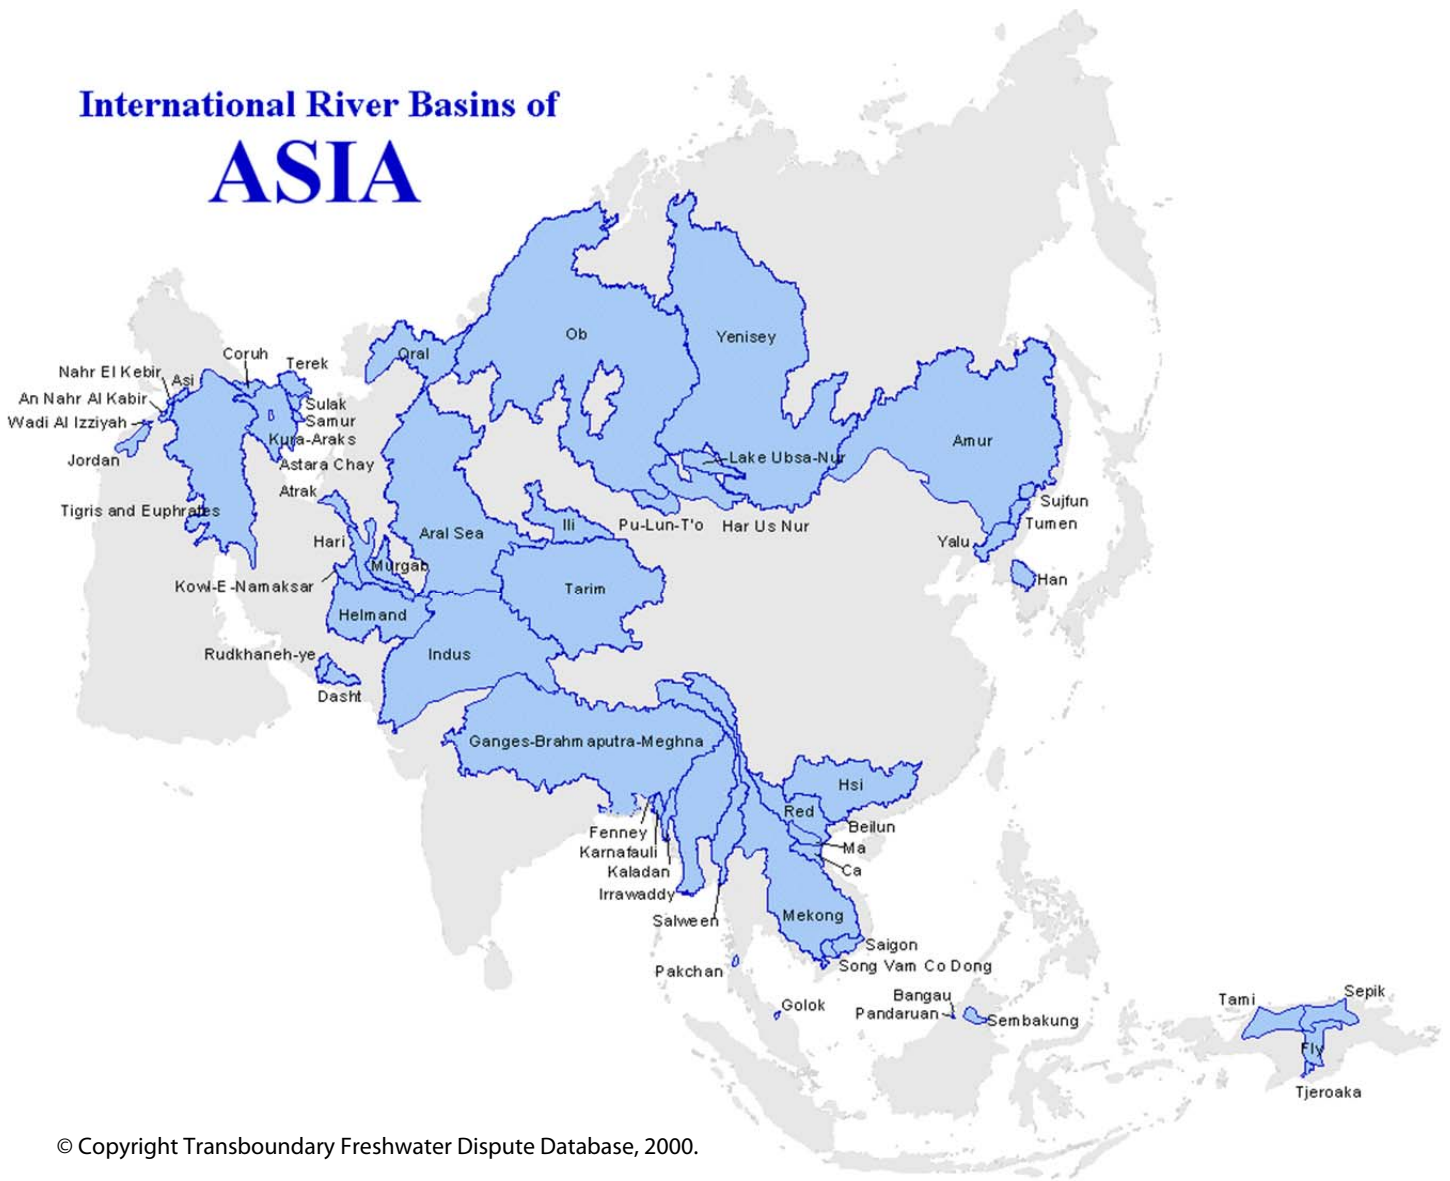 International River Basins of
ASIA
Ob
Yenisey
Oral
Coruh
Terek
Nahr El Kebir
Asi
An Nahr Al Kabir
Sulak
Wadi Al Izziyah
Samur
Kura-Araks
Amur
Jordan
Astara Chay
Lake Ubsa-Nur
Atrak
Sujfun
Tigris and Euphrates
Tumen
Ili
Pu-Lun-T'o
Har Us Nur
Aral Sea
Hari
Yalu
Murgab
Han
Kowl-E-Namaksar
Tarim
Helmand
Rudkhaneh-ye
Indus
Dasht
Ganges-Brahmaputra-Meghna
Hsi
Red
Fenney
Beilun
Karnafauli
Ma
Kaladan
Ca
Irrawaddy
Salween
Mekong
Saigon
Pakchan
Song Vam Co Dong
Bangau
Sepik
Tami
Golok
Pandaruan
Sembakung
Fly
Tjeroaka
© Copyright Transboundary Freshwater Dispute Database, 2000.